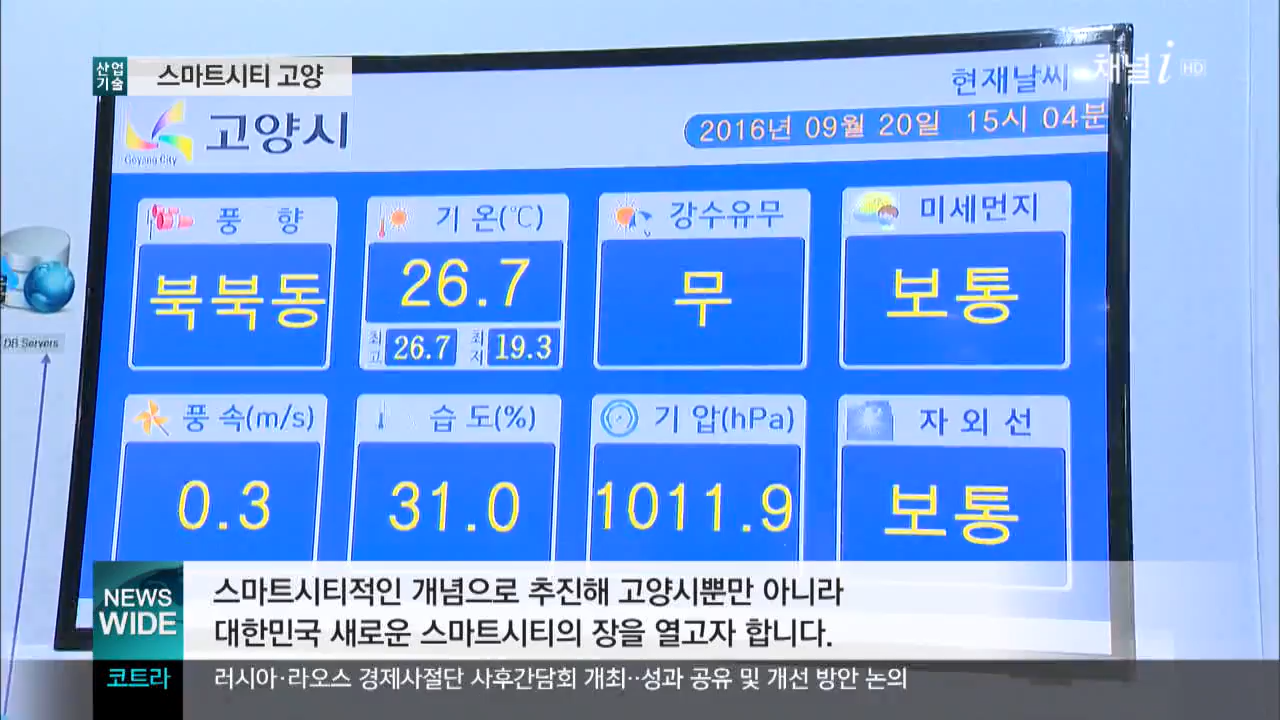 산업
기술
스마트시티 고양
채널 i HD
현재날씨
Goyang City
고양시
2016년 09월 20일 15시 04분
풍 향
기 온(℃)
강수유무
미세먼지
북북동
26.7
무
보통
최고 26.7 최저 19.3
DB Servers
풍 속(m/s)
습 도(%)
기 압(hPa)
자 외 선
0.3
31.0
1011.9
보통
NEWS
WIDE
스마트시티적인 개념으로 추진해 고양시뿐만 아니라
대한민국 새로운 스마트시티의 장을 열고자 합니다.
코트라
러시아·라오스 경제사절단 사후간담회 개최‥성과 공유 및 개선 방안 논의